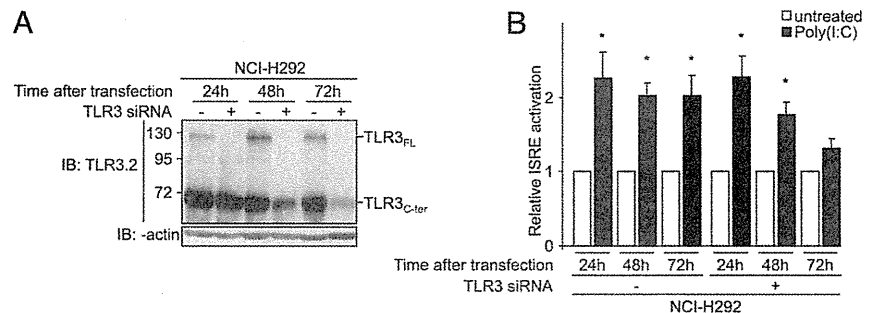 A
NCI-H292
Time after transfection 24h 48h 72h
TLR3 siRNA - + - + - +
IB: TLR3.2
130
95
72
TLR3FL
TLR3C-ter
IB: -actin
B
untreated
Poly(I:C)
Relative ISRE activation
2
1
0
* * * * *
Time after transfection 24h 48h 72h 24h 48h 72h
TLR3 siRNA - +
NCI-H292